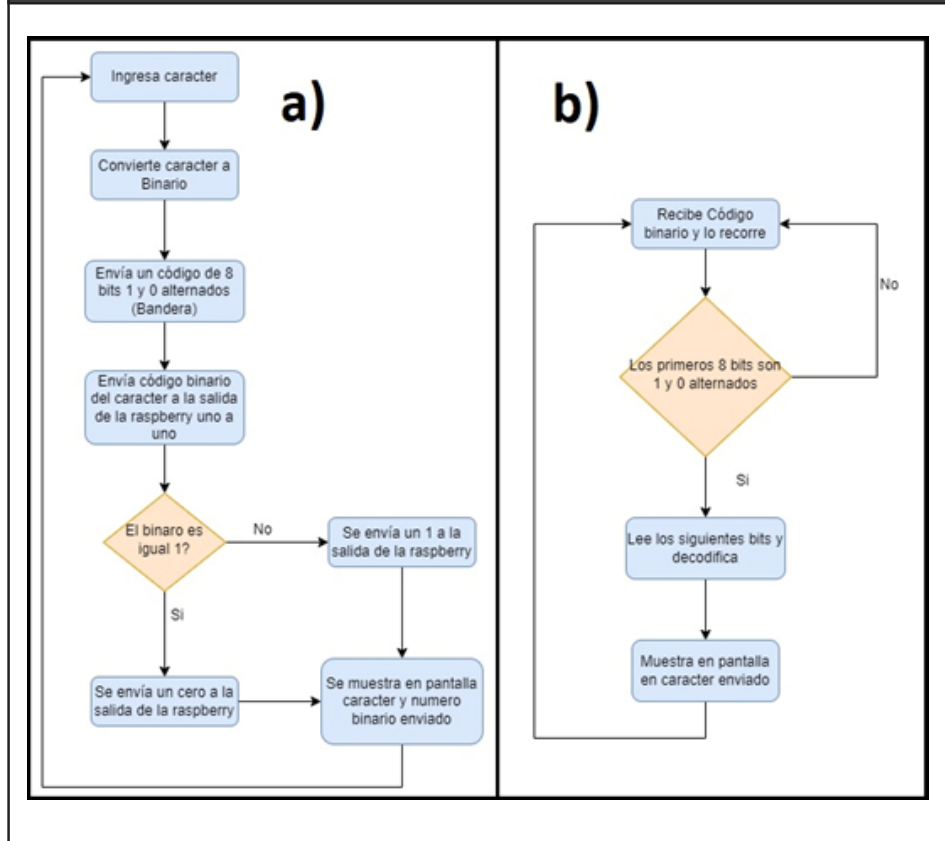 a)
Ingresa caracter
Convierte caracter a
Binario
Envía un código de 8
bits 1 y 0 alternados
(Bandera)
Envía código binario
del caracter a la salida
de la raspberry uno a
uno
El binaro es
igual 1?
No
Se envía un 1 a la
salida de la raspberry
Si
Se envía un cero a la
salida de la raspberry
Se muestra en pantalla
caracter y numero
binario enviado
b)
Recibe Código
binario y lo recorre
No
Los primeros 8 bits son
1 y 0 alternados
Si
Lee los siguientes bits y
decodifica
Muestra en pantalla
en caracter enviado